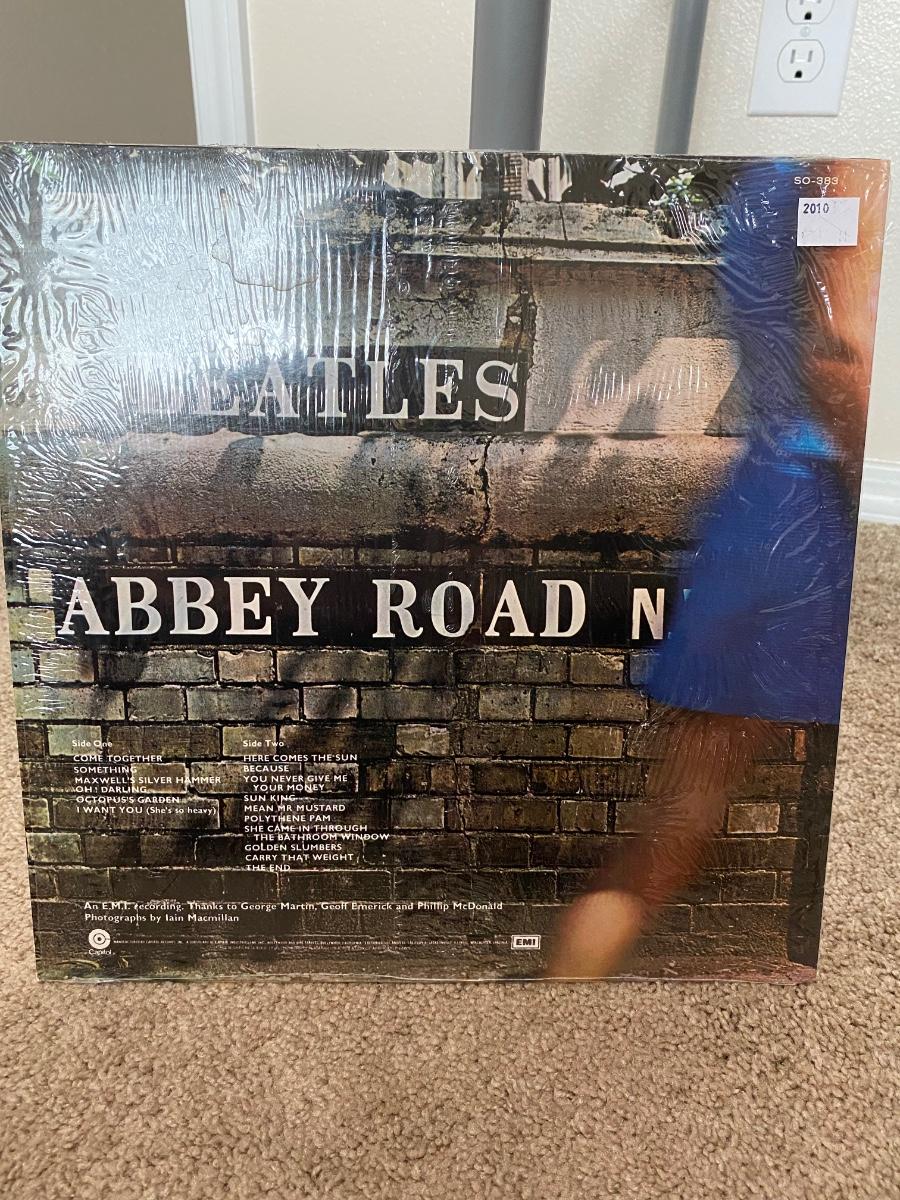 SO-383
2010
BEATLES
ABBEY ROAD N
Side One
COME TOGETHER
SOMETHING
MAXWELL'S SILVER HAMMER
OH! DARLING
OCTOPUS'S GARDEN
I WANT YOU (She's so heavy)
Side Two
HERE COMES THE SUN
BECAUSE
YOU NEVER GIVE ME
YOUR MONEY
SUN KING
MEAN MR MUSTARD
POLYTHENE PAM
SHE CAME IN THROUGH
THE BATHROOM WINDOW
GOLDEN SLUMBERS
CARRY THAT WEIGHT
THE END
An E.M.I. recording. Thanks to George Martin, Geoff Emerick and Phillip McDonald
Photographs by Iain Macmillan
Capitol
EMI